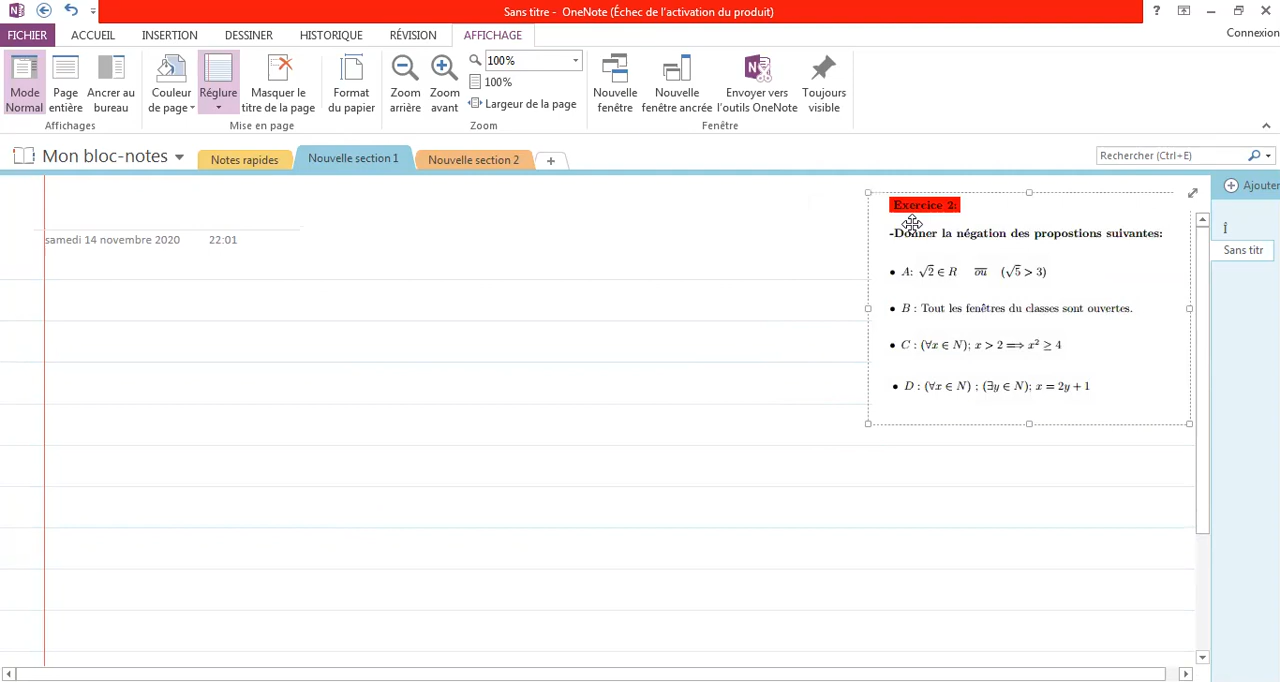 Sans titre - OneNote (Échec de l'activation du produit)
?
FICHIER ACCUEIL INSERTION DESSINER HISTORIQUE RÉVISION AFFICHAGE Connexion
Mode Normal
Page entière
Ancrer au bureau
Affichages
Couleur de page
Réglure
Masquer le titre de la page
Format du papier
Mise en page
Zoom arrière
Zoom avant
100%
100%
Largeur de la page
Zoom
Nouvelle fenêtre
Nouvelle fenêtre ancrée
Envoyer vers l'outils OneNote
Toujours visible
Fenêtre
Mon bloc-notes Notes rapides Nouvelle section 1 Nouvelle section 2 + Rechercher (Ctrl+E)
Ajouter
Î
Sans titr
samedi 14 novembre 2020 22:01
Exercice 2:
-Donner la négation des propostions suivantes:
• A: √2 ∈ R o̅u̅ (√5 > 3)
• B : Tout les fenêtres du classes sont ouvertes.
• C : (∀x ∈ N); x > 2 ⟹ x² ≥ 4
• D : (∀x ∈ N) ; (∃y ∈ N); x = 2y + 1